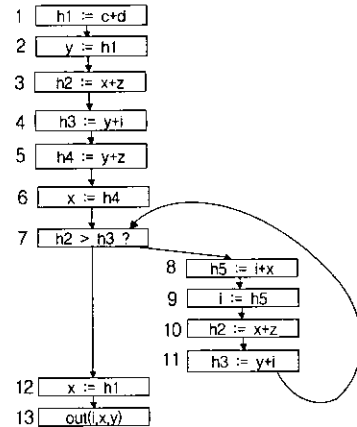 1 h1 := c+d
2 y := h1
3 h2 := x+z
4 h3 := y+i
5 h4 := y+z
6 x := h4
7 h2 > h3 ?
8 h5 := i+x
9 i := h5
10 h2 := x+z
11 h3 := y+i
12 x := h1
13 out(i,x,y)